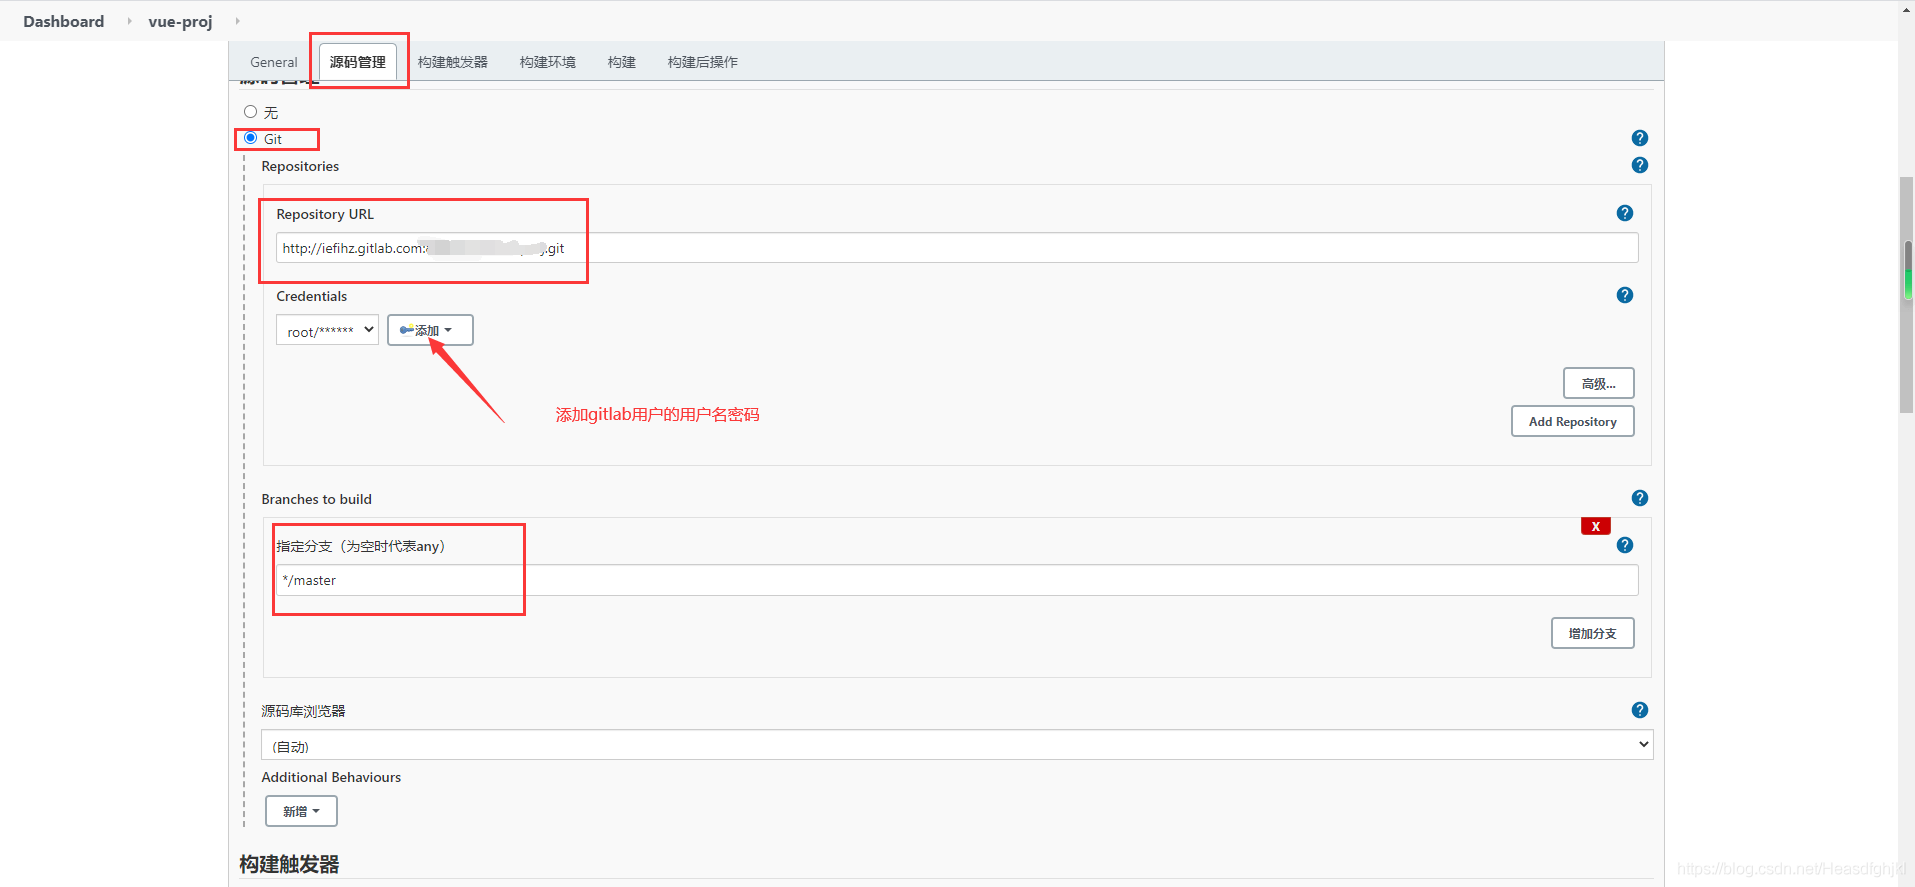 Dashboard vue-proj
General 源码管理 构建触发器 构建环境 构建 构建后操作
源码管理
无
Git
Repositories
Repository URL
http://iefihz.gitlab.com: .git
Credentials
root/****** 添加
高级...
添加gitlab用户的用户名密码
Add Repository
Branches to build
X
指定分支（为空时代表any）
*/master
增加分支
源码库浏览器
(自动)
Additional Behaviours
新增
构建触发器
https://blog.csdn.net/Heasdfghjkl